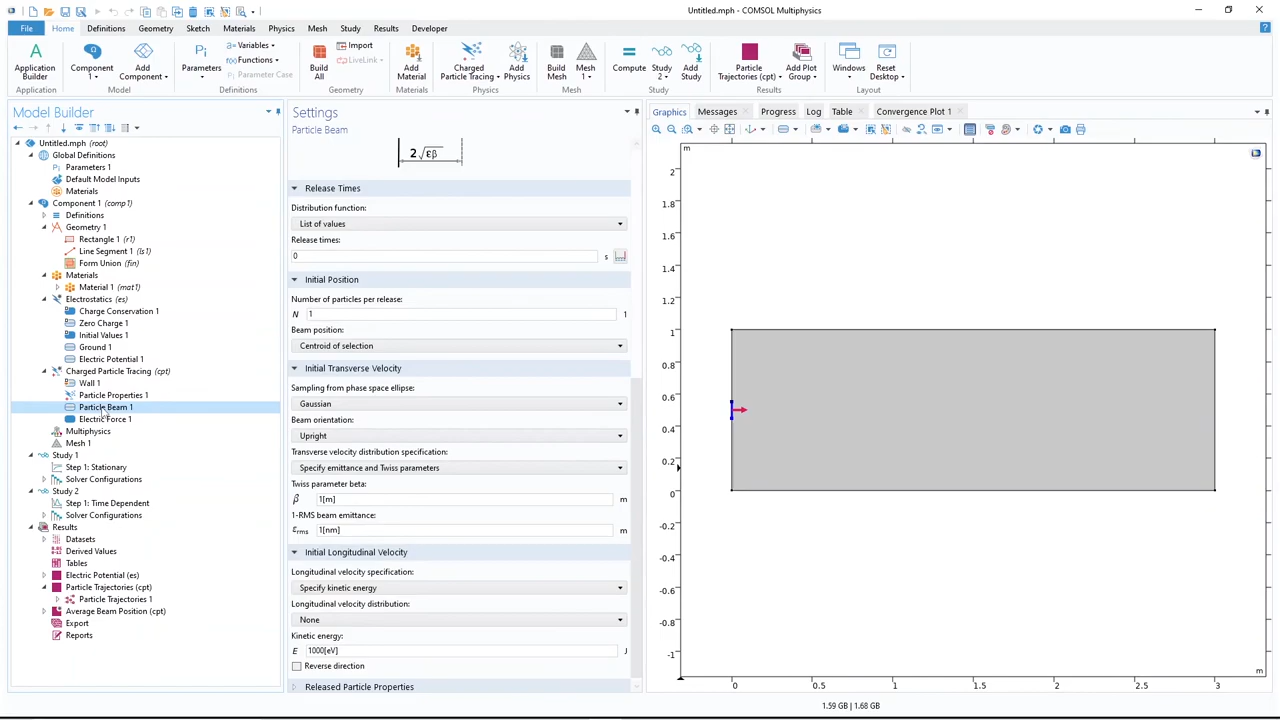 Untitled.mph - COMSOL Multiphysics
File Home Definitions Geometry Sketch Materials Physics Mesh Study Results Developer
Application Builder
Component 1
Add Component
Parameters
Variables
Functions
Parameter Case
Build All
Import
LiveLink
Add Material
Charged Particle Tracing (cpt)
Add Physics
Build Mesh
Mesh 1
Compute
Study 2
Add Study
Particle Trajectories (cpt)
Add Plot Group
Windows
Reset Desktop
Application Model Definitions Geometry Materials Physics Mesh Study Results Layout
Model Builder
Untitled.mph (root)
Global Definitions
Parameters 1
Default Model Inputs
Materials
Component 1 (comp1)
Definitions
Geometry 1
Rectangle 1 (r1)
Line Segment 1 (ls1)
Form Union (fin)
Materials
Material 1 (mat1)
Electrostatics (es)
Charge Conservation 1
Zero Charge 1
Initial Values 1
Ground 1
Electric Potential 1
Charged Particle Tracing (cpt)
Wall 1
Particle Properties 1
Particle Beam 1
Electric Force 1
Multiphysics
Mesh 1
Study 1
Step 1: Stationary
Solver Configurations
Study 2
Step 1: Time Dependent
Solver Configurations
Results
Datasets
Derived Values
Tables
Electric Potential (es)
Particle Trajectories (cpt)
Particle Trajectories 1
Average Beam Position (cpt)
Export
Reports
Settings
Particle Beam
2√εβ
Release Times
Distribution function:
List of values
Release times:
0 s
Initial Position
Number of particles per release:
N 1 1
Beam position:
Centroid of selection
Initial Transverse Velocity
Sampling from phase space ellipse:
Gaussian
Beam orientation:
Upright
Transverse velocity distribution specification:
Specify emittance and Twiss parameters
Twiss parameter beta:
β 1[m] m
1-RMS beam emittance:
εrms 1[nm] m
Initial Longitudinal Velocity
Longitudinal velocity specification:
Specify kinetic energy
Longitudinal velocity distribution:
None
Kinetic energy:
E 1000[eV] J
Reverse direction
Released Particle Properties
Graphics Messages Progress Log Table Convergence Plot 1
m
2
1.8
1.6
1.4
1.2
1
0.8
0.6
0.4
0.2
0
-0.2
-0.4
-0.6
-0.8
-1
m
0 0.5 1 1.5 2 2.5 3
1.59 GB | 1.68 GB